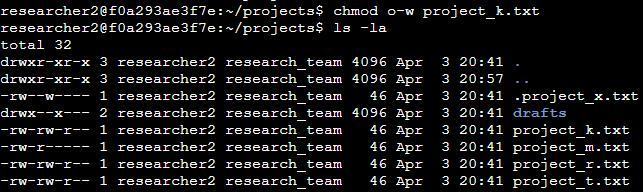 researcher2@f0a293ae3f7e:~/projects$ chmod o-w project_k.txt
researcher2@f0a293ae3f7e:~/projects$ ls -la
total 32
drwxr-xr-x 3 researcher2 research_team 4096 Apr  3 20:41 .
drwxr-xr-x 3 researcher2 research_team 4096 Apr  3 20:57 ..
-rw--w---- 1 researcher2 research_team   46 Apr  3 20:41 .project_x.txt
drwx--x--- 2 researcher2 research_team 4096 Apr  3 20:41 drafts
-rw-rw-r-- 1 researcher2 research_team   46 Apr  3 20:41 project_k.txt
-rw-r----- 1 researcher2 research_team   46 Apr  3 20:41 project_m.txt
-rw-rw-r-- 1 researcher2 research_team   46 Apr  3 20:41 project_r.txt
-rw-rw-r-- 1 researcher2 research_team   46 Apr  3 20:41 project_t.txt